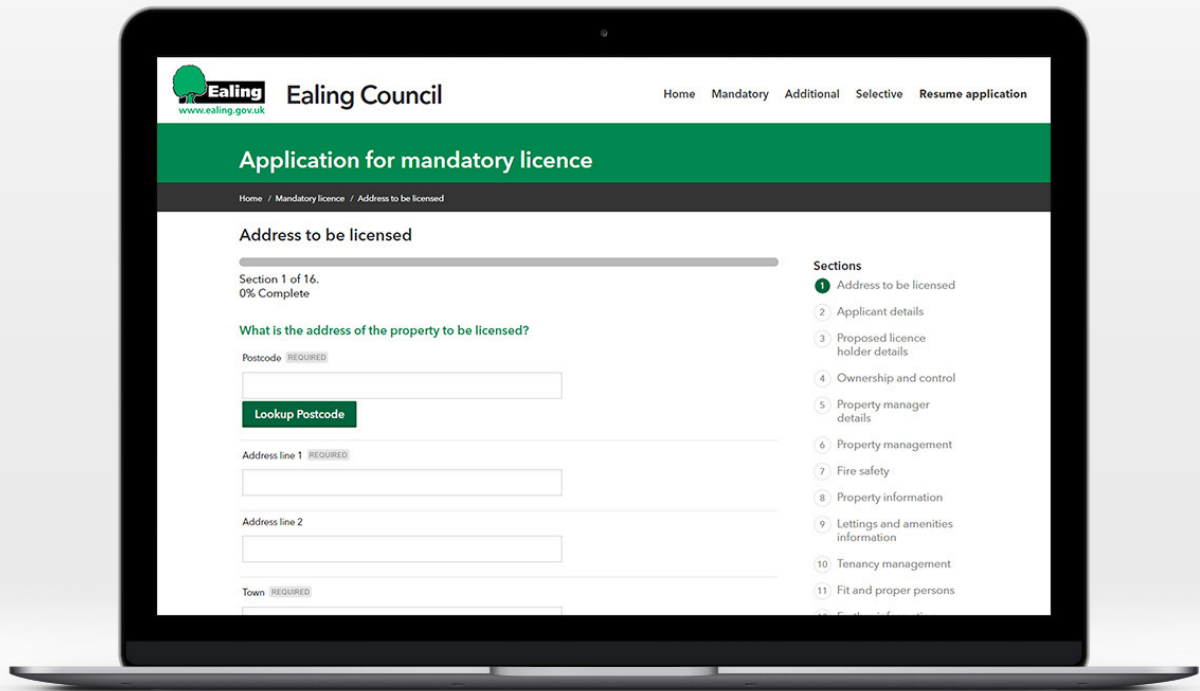 Ealing
www.ealing.gov.uk
Ealing Council
Home Mandatory Additional Selective Resume application
Application for mandatory licence
Home / Mandatory licence / Address to be licensed
Address to be licensed
Section 1 of 16.
0% Complete
What is the address of the property to be licensed?
Postcode REQUIRED
Lookup Postcode
Address line 1 REQUIRED
Address line 2
Town REQUIRED
Sections
1 Address to be licensed
2 Applicant details
3 Proposed licence
holder details
4 Ownership and control
5 Property manager
details
6 Property management
7 Fire safety
8 Property information
9 Lettings and amenities
information
10 Tenancy management
11 Fit and proper persons